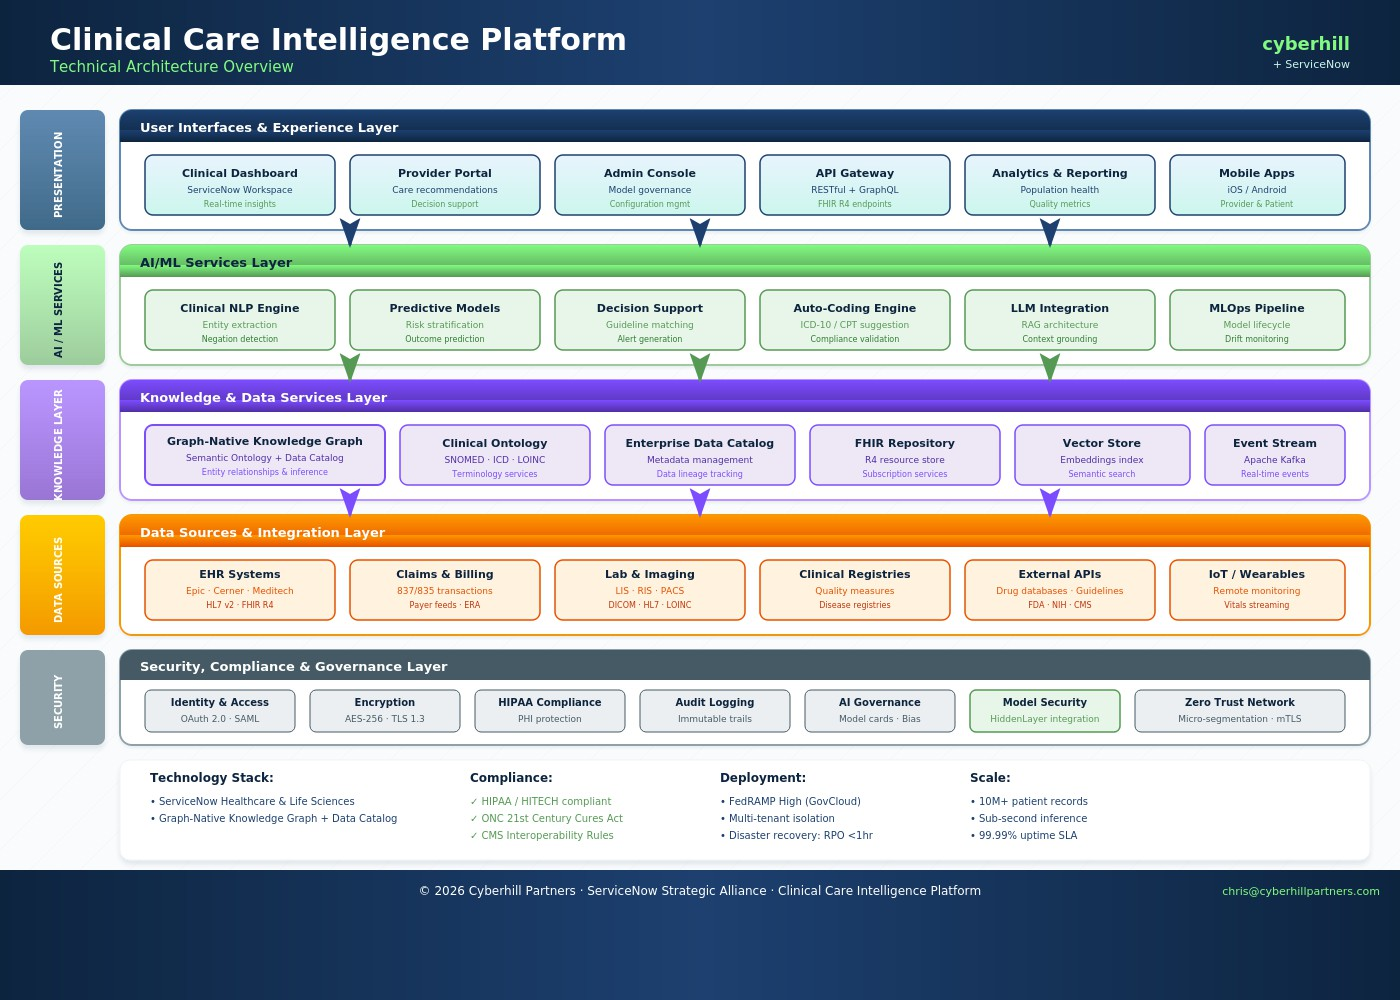 Clinical Care Intelligence Platform
Technical Architecture Overview
cyberhill
+ ServiceNow
PRESENTATION
User Interfaces & Experience Layer
Clinical Dashboard
ServiceNow Workspace
Real-time insights
Provider Portal
Care recommendations
Decision support
Admin Console
Model governance
Configuration mgmt
API Gateway
RESTful + GraphQL
FHIR R4 endpoints
Analytics & Reporting
Population health
Quality metrics
Mobile Apps
iOS / Android
Provider & Patient
AI / ML SERVICES
AI/ML Services Layer
Clinical NLP Engine
Entity extraction
Negation detection
Predictive Models
Risk stratification
Outcome prediction
Decision Support
Guideline matching
Alert generation
Auto-Coding Engine
ICD-10 / CPT suggestion
Compliance validation
LLM Integration
RAG architecture
Context grounding
MLOps Pipeline
Model lifecycle
Drift monitoring
KNOWLEDGE LAYER
Knowledge & Data Services Layer
Graph-Native Knowledge Graph
Semantic Ontology + Data Catalog
Entity relationships & inference
Clinical Ontology
SNOMED · ICD · LOINC
Terminology services
Enterprise Data Catalog
Metadata management
Data lineage tracking
FHIR Repository
R4 resource store
Subscription services
Vector Store
Embeddings index
Semantic search
Event Stream
Apache Kafka
Real-time events
DATA SOURCES
Data Sources & Integration Layer
EHR Systems
Epic · Cerner · Meditech
HL7 v2 · FHIR R4
Claims & Billing
837/835 transactions
Payer feeds · ERA
Lab & Imaging
LIS · RIS · PACS
DICOM · HL7 · LOINC
Clinical Registries
Quality measures
Disease registries
External APIs
Drug databases · Guidelines
FDA · NIH · CMS
IoT / Wearables
Remote monitoring
Vitals streaming
SECURITY
Security, Compliance & Governance Layer
Identity & Access
OAuth 2.0 · SAML
Encryption
AES-256 · TLS 1.3
HIPAA Compliance
PHI protection
Audit Logging
Immutable trails
AI Governance
Model cards · Bias
Model Security
HiddenLayer integration
Zero Trust Network
Micro-segmentation · mTLS
Technology Stack:
• ServiceNow Healthcare & Life Sciences
• Graph-Native Knowledge Graph + Data Catalog
Compliance:
✓ HIPAA / HITECH compliant
✓ ONC 21st Century Cures Act
✓ CMS Interoperability Rules
Deployment:
• FedRAMP High (GovCloud)
• Multi-tenant isolation
• Disaster recovery: RPO <1hr
Scale:
• 10M+ patient records
• Sub-second inference
• 99.99% uptime SLA
© 2026 Cyberhill Partners · ServiceNow Strategic Alliance · Clinical Care Intelligence Platform
chris@cyberhillpartners.com